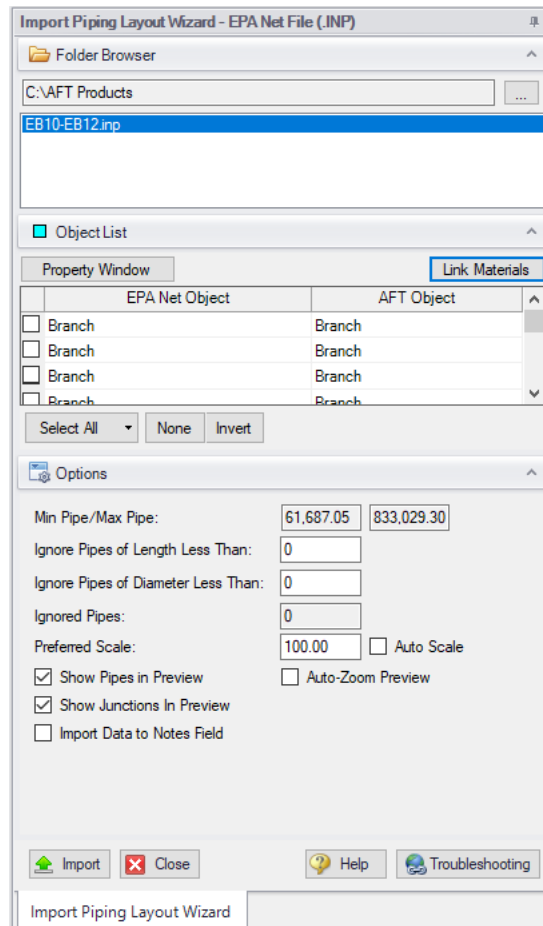 Import Piping Layout Wizard - EPA Net File (.INP)
Folder Browser
C:\AFT Products
...
EB10-EB12.inp
Object List
Property Window Link Materials
EPA Net Object AFT Object
Branch Branch
Branch Branch
Branch Branch
Branch Branch
Select All None Invert
Options
Min Pipe/Max Pipe: 61,687.05 833,029.30
Ignore Pipes of Length Less Than: 0
Ignore Pipes of Diameter Less Than: 0
Ignored Pipes: 0
Preferred Scale: 100.00 Auto Scale
Show Pipes in Preview Auto-Zoom Preview
Show Junctions In Preview
Import Data to Notes Field
Import Close Help Troubleshooting
Import Piping Layout Wizard